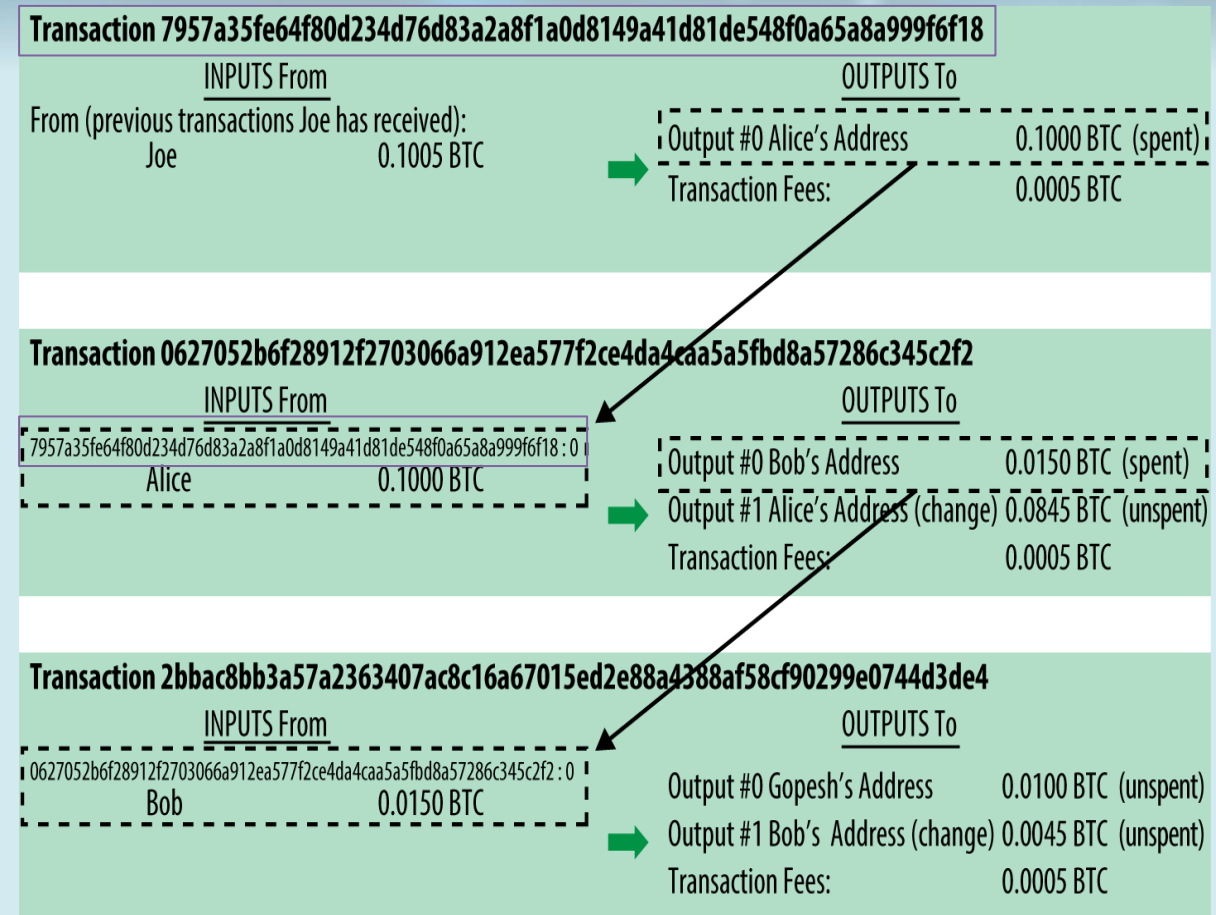 Transaction 7957a35fe64f80d234d76d83a2a8f1a0d8149a41d81de548f0a65a8a999f6f18
INPUTS From
OUTPUTS To
From (previous transactions Joe has received):
Joe 0.1005 BTC
Output #0 Alice's Address 0.1000 BTC (spent)
Transaction Fees: 0.0005 BTC
Transaction 0627052b6f28912f2703066a912ea577f2ce4da4caa5a5fbd8a57286c345c2f2
INPUTS From
OUTPUTS To
7957a35fe64f80d234d76d83a2a8f1a0d8149a41d81de548f0a65a8a999f6f18 : 0
Alice 0.1000 BTC
Output #0 Bob's Address 0.0150 BTC (spent)
Output #1 Alice's Address (change) 0.0845 BTC (unspent)
Transaction Fees: 0.0005 BTC
Transaction 2bbac8bb3a57a2363407ac8c16a67015ed2e88a4388af58cf90299e0744d3de4
INPUTS From
OUTPUTS To
0627052b6f28912f2703066a912ea577f2ce4da4caa5a5fbd8a57286c345c2f2 : 0
Bob 0.0150 BTC
Output #0 Gopesh's Address 0.0100 BTC (unspent)
Output #1 Bob's Address (change) 0.0045 BTC (unspent)
Transaction Fees: 0.0005 BTC